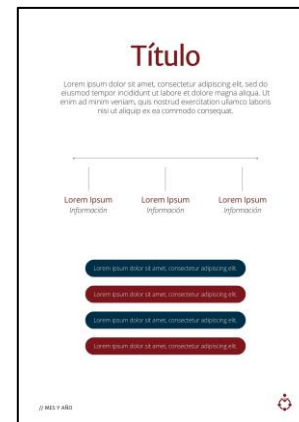 Título
Lorem ipsum dolor sit amet, consectetur adipiscing elit, sed do
eiusmod tempor incididunt ut labore et dolore magna aliqua. Ut
enim ad minim veniam, quis nostrud exercitation ullamco laboris
nisi ut aliquip ex ea commodo consequat.
Lorem Ipsum Lorem Ipsum Lorem Ipsum
Información Información Información
Lorem ipsum dolor sit amet, consectetur adipiscing elit.
Lorem ipsum dolor sit amet, consectetur adipiscing elit.
Lorem ipsum dolor sit amet, consectetur adipiscing elit.
Lorem ipsum dolor sit amet, consectetur adipiscing elit.
// MES Y AÑO